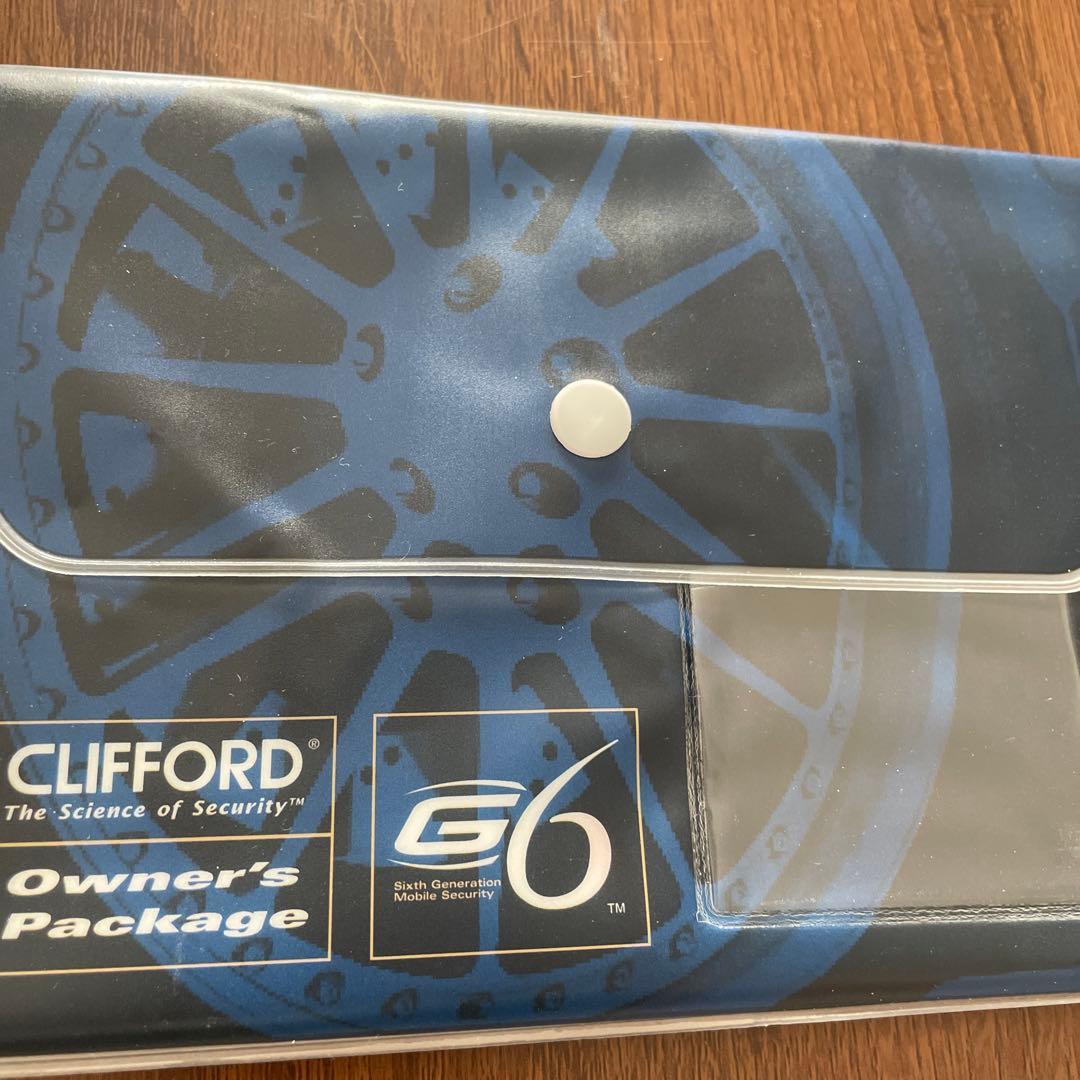 CLIFFORD®
The Science of Security™
Owner's
Package
G6
Sixth Generation
Mobile Security
™